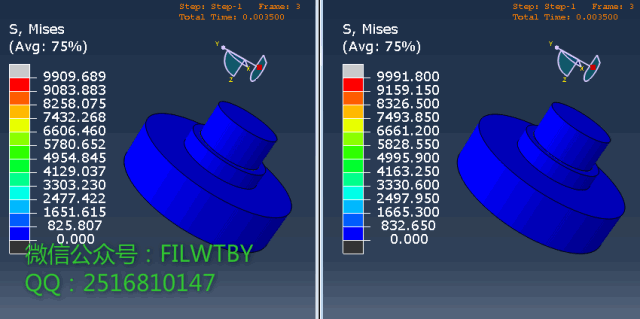 Step: Step-1 Frame: 3
Total Time: 0.003500
S, Mises
(Avg: 75%)
9909.689
9083.883
8258.075
7432.268
6606.460
5780.652
4954.845
4129.037
3303.230
2477.422
1651.615
825.807
0.000
Y
X
Z
微信公众号：FILWTBY
QQ：2516810147
Step: Step-1 Frame: 3
Total Time: 0.003500
S, Mises
(Avg: 75%)
9991.800
9159.150
8326.500
7493.850
6661.200
5828.550
4995.900
4163.250
3330.600
2497.950
1665.300
832.650
0.000
Y
X
Z